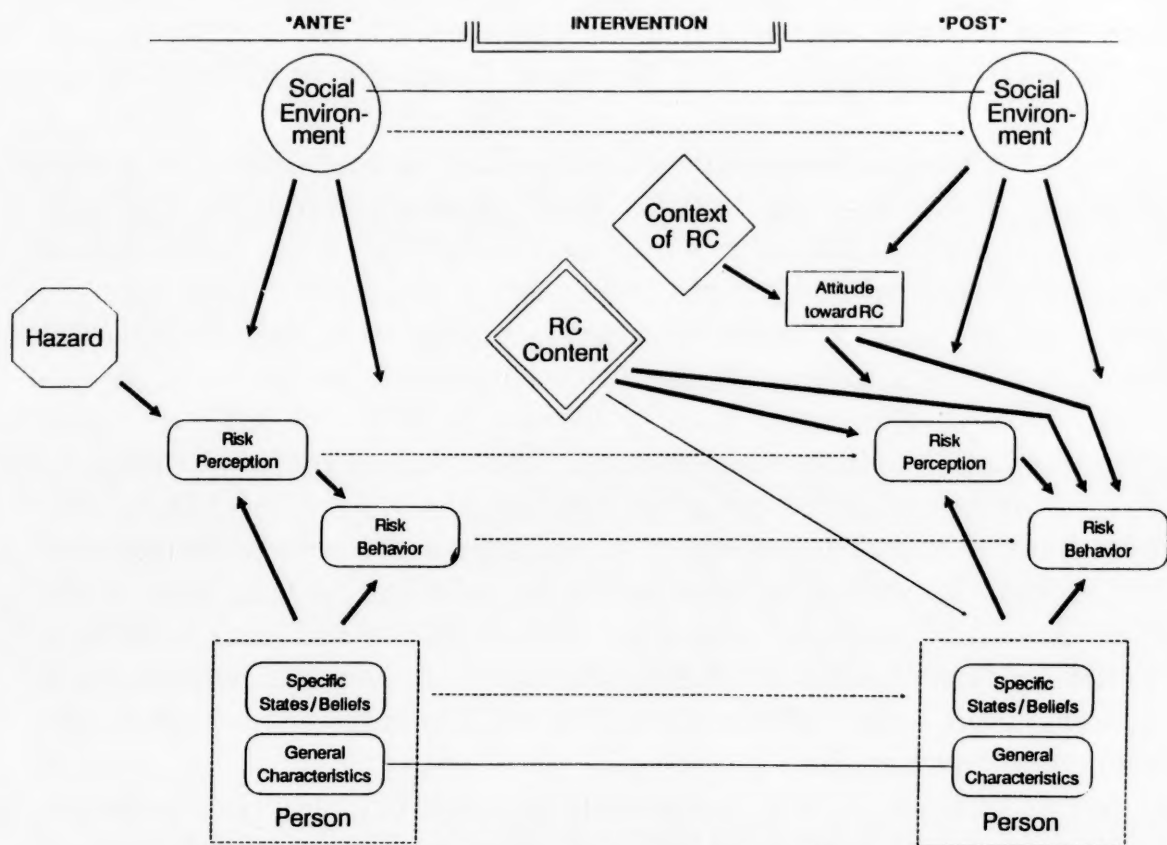 "ANTE"
INTERVENTION
"POST"
Social
Environ-
ment
Social
Environ-
ment
Context
of RC
Attitude
toward RC
Hazard
RC
Content
Risk
Perception
Risk
Perception
Risk
Behavior
Risk
Behavior
Specific
States / Beliefs
General
Characteristics
Person
Specific
States / Beliefs
General
Characteristics
Person